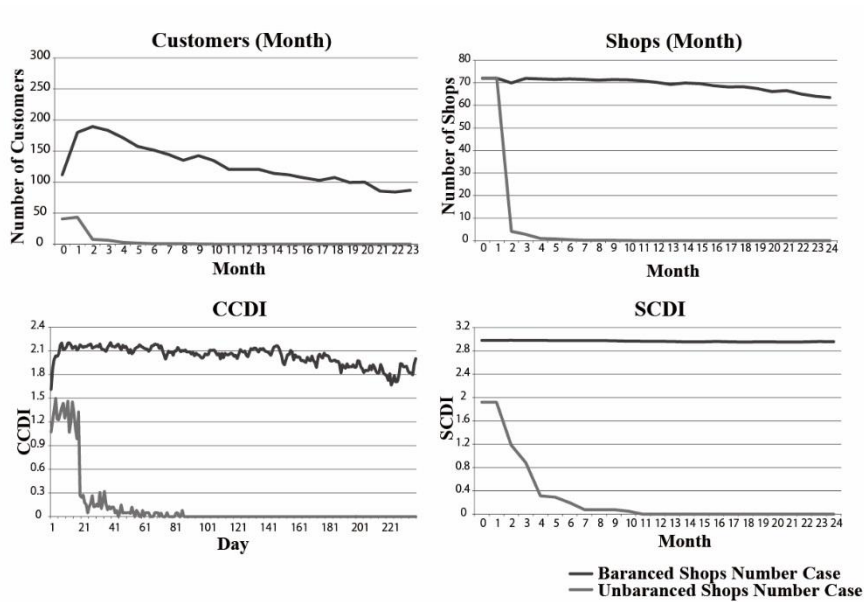 Customers (Month)
Number of Customers
300
250
200
150
100
50
0
0 1 2 3 4 5 6 7 8 9 10 11 12 13 14 15 16 17 18 19 20 21 22 23
Month
Shops (Month)
Number of Shops
80
70
60
50
40
30
20
10
0
0 1 2 3 4 5 6 7 8 9 10 11 12 13 14 15 16 17 18 19 20 21 22 23 24
Month
CCDI
CCDI
2.4
2.1
1.8
1.5
1.2
0.9
0.6
0.3
0
1 21 41 61 81 101 121 141 161 181 201 221
Day
SCDI
SCDI
3.2
2.8
2.4
2
1.6
1.2
0.8
0.4
0
0 1 2 3 4 5 6 7 8 9 10 11 12 13 14 15 16 17 18 19 20 21 22 23 24
Month
Baranced Shops Number Case
Unbaranced Shops Number Case